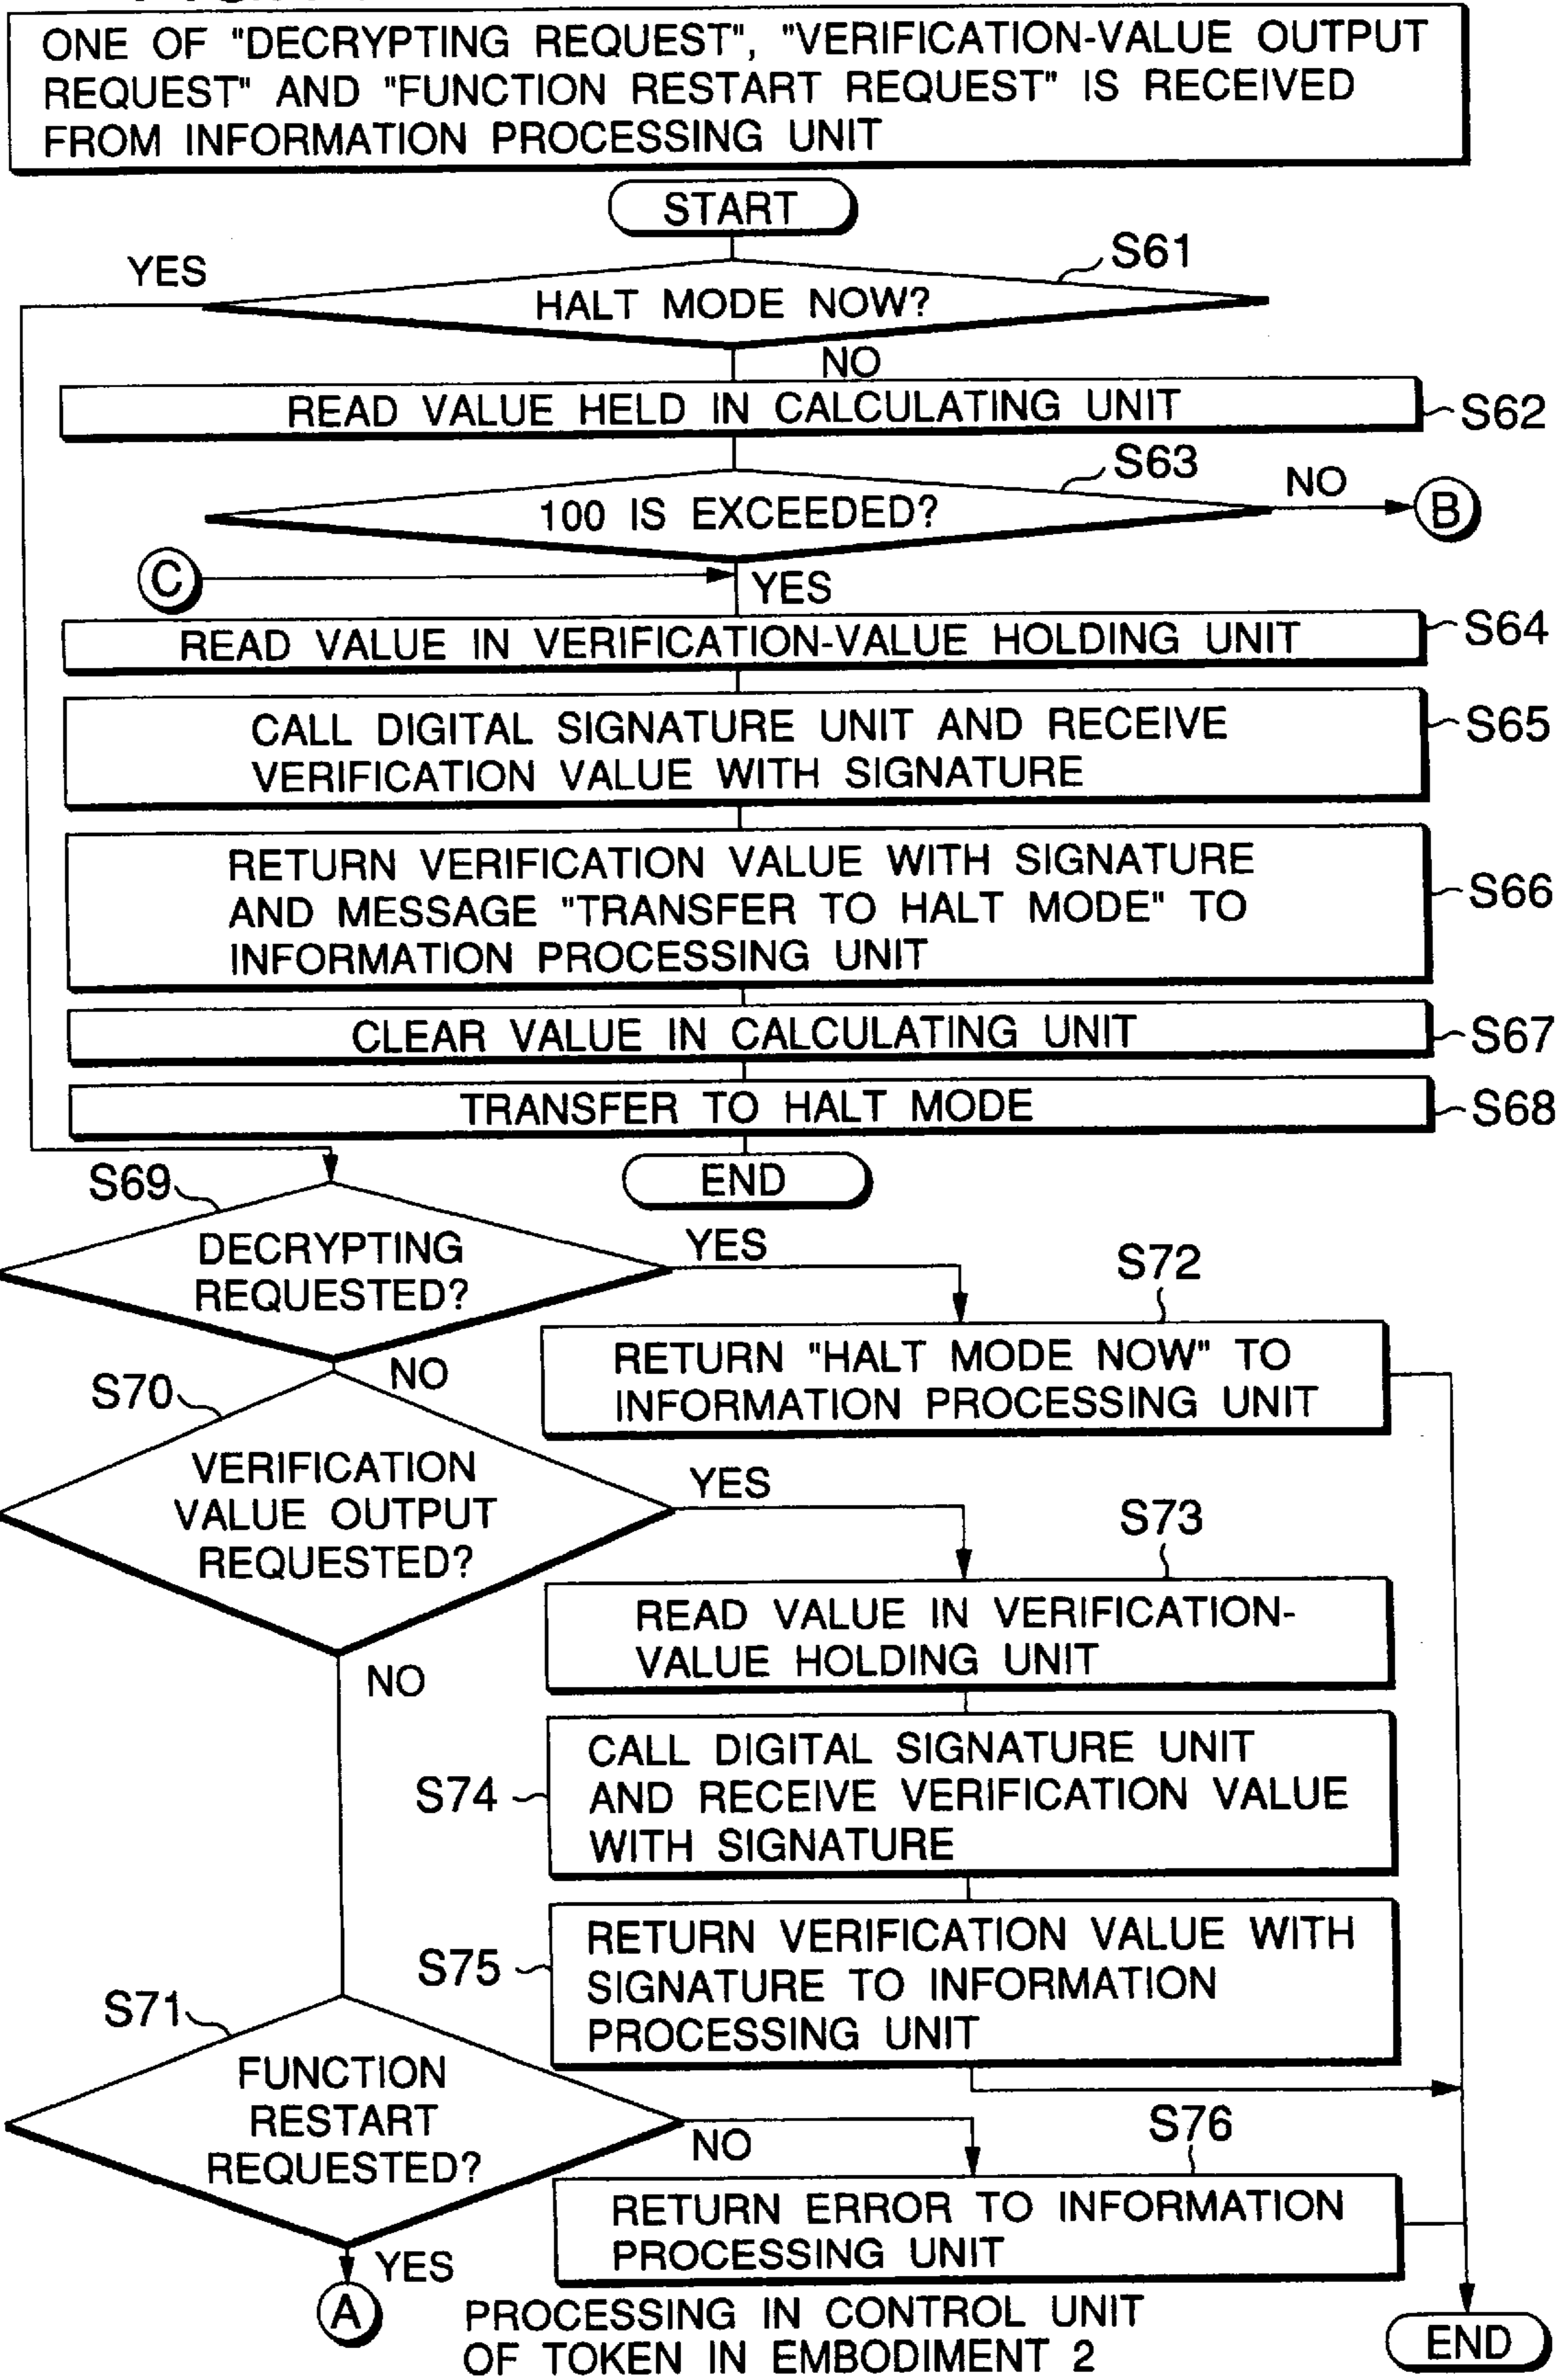 ONE OF "DECRYPTING REQUEST", "VERIFICATION-VALUE OUTPUT
REQUEST" AND "FUNCTION RESTART REQUEST" IS RECEIVED
FROM INFORMATION PROCESSING UNIT
START
S61
YES
HALT MODE NOW?
NO
READ VALUE HELD IN CALCULATING UNIT
S62
S63
100 IS EXCEEDED?
NO
B
C
YES
READ VALUE IN VERIFICATION-VALUE HOLDING UNIT
S64
CALL DIGITAL SIGNATURE UNIT AND RECEIVE
VERIFICATION VALUE WITH SIGNATURE
S65
RETURN VERIFICATION VALUE WITH SIGNATURE
AND MESSAGE "TRANSFER TO HALT MODE" TO
INFORMATION PROCESSING UNIT
S66
CLEAR VALUE IN CALCULATING UNIT
S67
TRANSFER TO HALT MODE
S68
END
S69
DECRYPTING
REQUESTED?
YES
NO
S72
RETURN "HALT MODE NOW" TO
INFORMATION PROCESSING UNIT
S70
VERIFICATION
VALUE OUTPUT
REQUESTED?
YES
NO
S73
READ VALUE IN VERIFICATION-
VALUE HOLDING UNIT
S74
CALL DIGITAL SIGNATURE UNIT
AND RECEIVE VERIFICATION VALUE
WITH SIGNATURE
S75
RETURN VERIFICATION VALUE WITH
SIGNATURE TO INFORMATION
PROCESSING UNIT
S71
FUNCTION
RESTART
REQUESTED?
NO
S76
RETURN ERROR TO INFORMATION
PROCESSING UNIT
YES
A
END
PROCESSING IN CONTROL UNIT
OF TOKEN IN EMBODIMENT 2